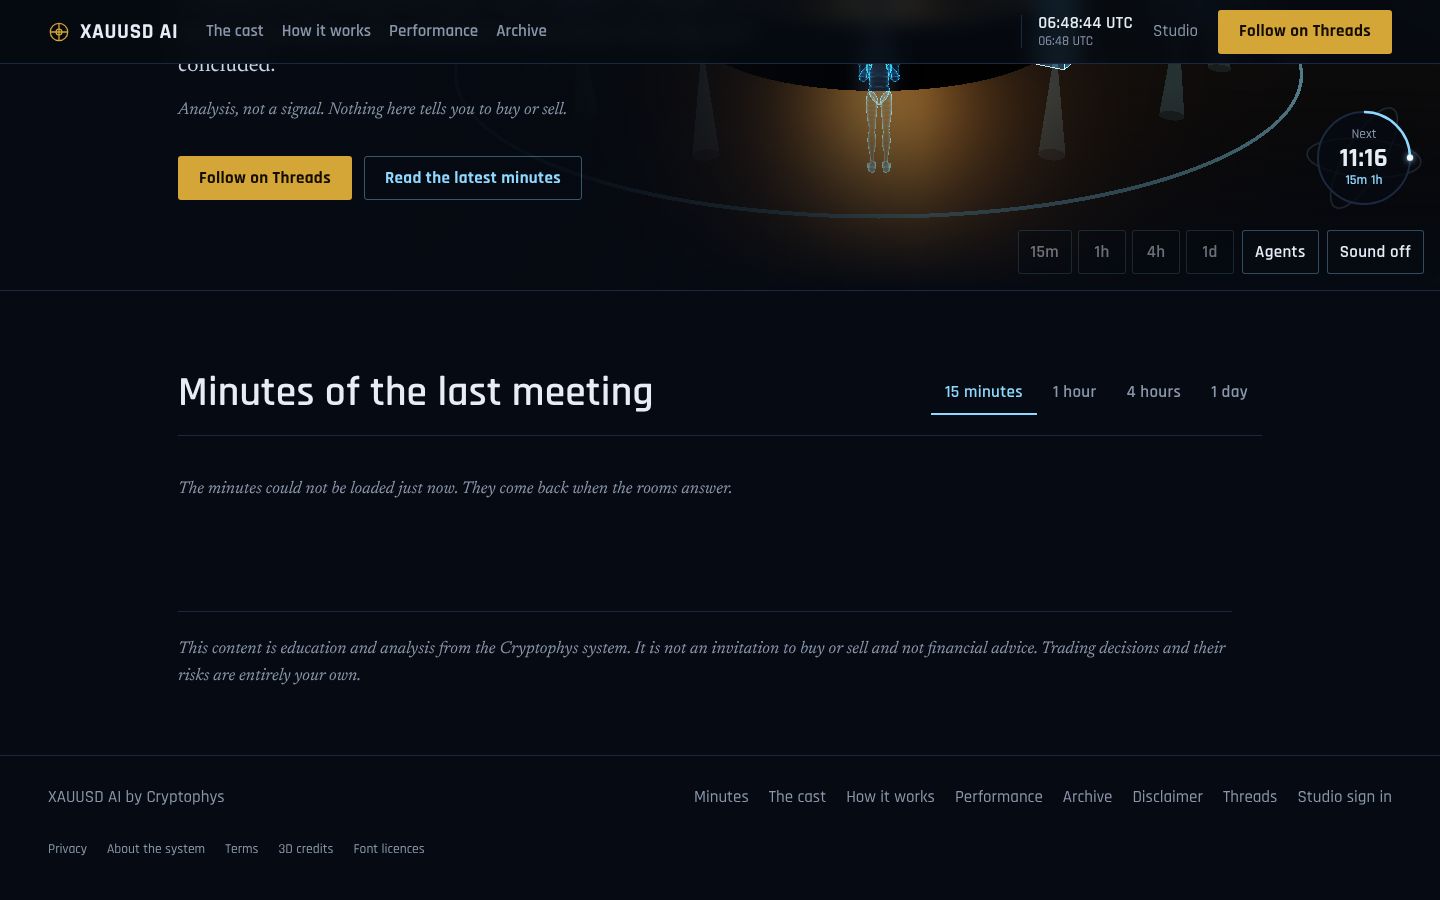 XAUUSD AI
The cast
How it works
Performance
Archive
06:48:44 UTC
06:48 UTC
Studio
Follow on Threads
concluded.
Analysis, not a signal. Nothing here tells you to buy or sell.
Follow on Threads
Read the latest minutes
Next
11:16
15m 1h
15m
1h
4h
1d
Agents
Sound off
Minutes of the last meeting
15 minutes
1 hour
4 hours
1 day
The minutes could not be loaded just now. They come back when the rooms answer.
This content is education and analysis from the Cryptophys system. It is not an invitation to buy or sell and not financial advice. Trading decisions and their
risks are entirely your own.
XAUUSD AI by Cryptophys
Minutes
The cast
How it works
Performance
Archive
Disclaimer
Threads
Studio sign in
Privacy
About the system
Terms
3D credits
Font licences